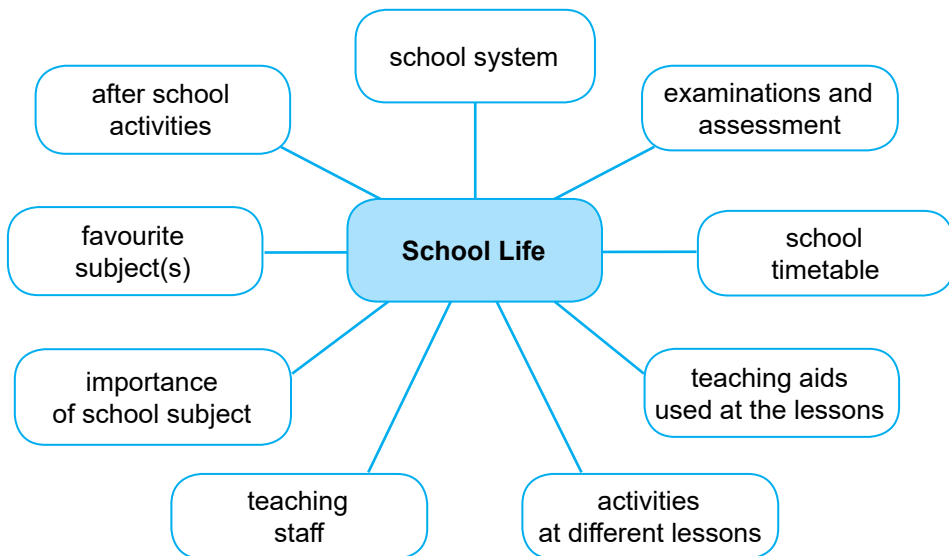 school system
after school
activities
examinations and
assessment
favourite
subject(s)
School Life
school
timetable
importance
of school subject
teaching aids
used at the lessons
teaching
staff
activities
at different lessons